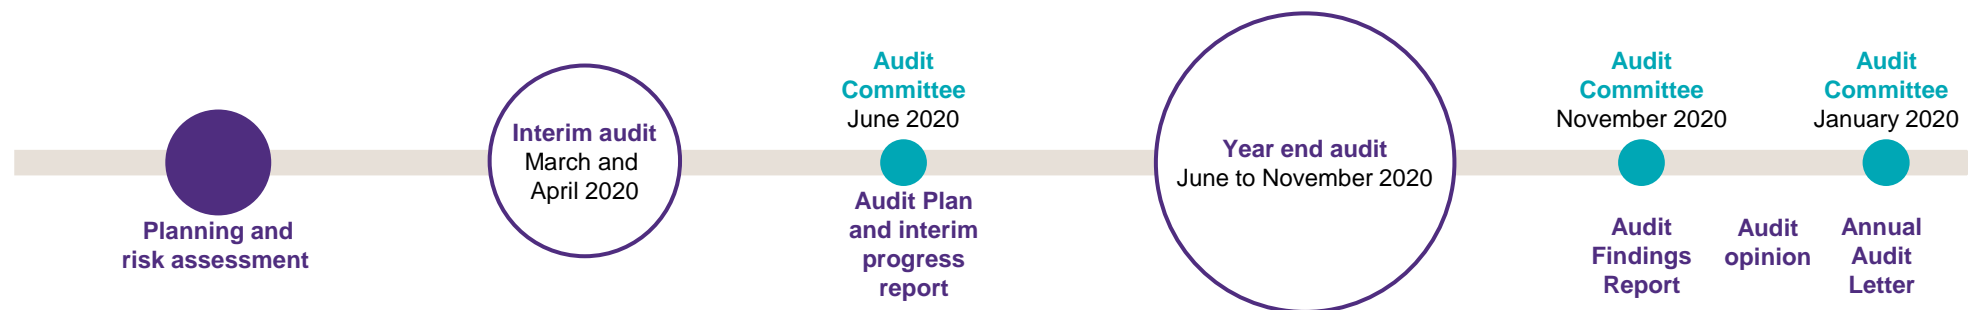 Planning and
risk assessment
Interim audit
March and
April 2020
Audit
Committee
June 2020
Audit Plan
and interim
progress
report
Year end audit
June to November 2020
Audit
Committee
November 2020
Audit
Findings
Report
Audit
opinion
Audit
Committee
January 2020
Annual
Audit
Letter